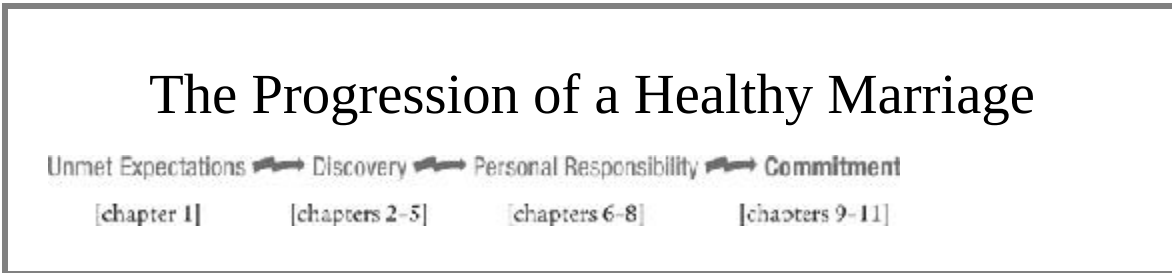 The Progression of a Healthy Marriage
Unmet Expectations Discovery Personal Responsibility Commitment
[chapter 1] [chapters 2–5] [chapters 6–8] [chapters 9–11]